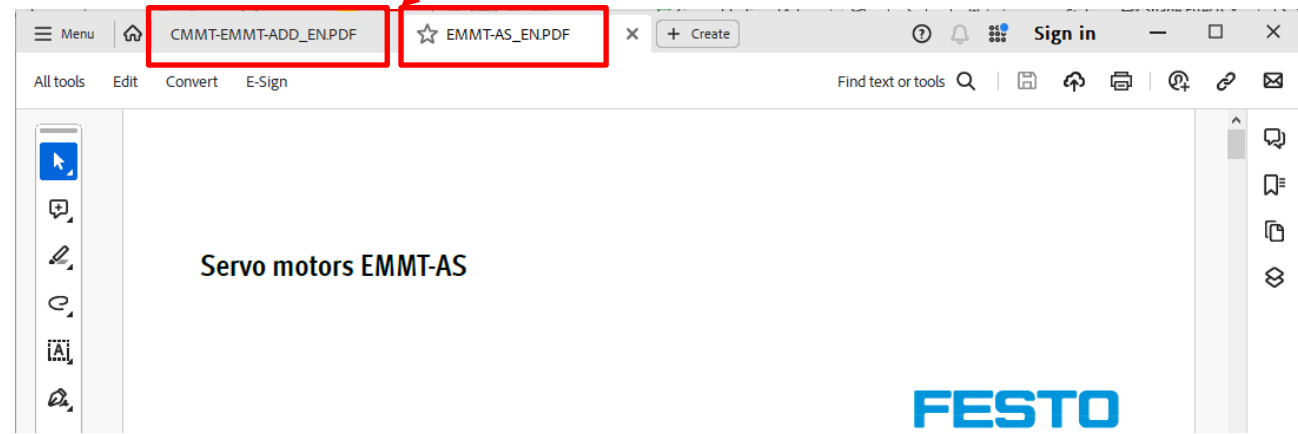 Menu CMMT-EMMT-ADD_EN.PDF EMMT-AS_EN.PDF + Create Sign in
All tools Edit Convert E-Sign Find text or tools
Servo motors EMMT-AS
FESTO